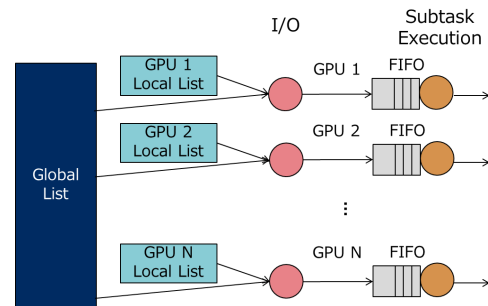 I/O
Subtask
Execution
GPU 1
Local List
GPU 1
FIFO
GPU 2
Local List
GPU 2
FIFO
Global
List
...
GPU N
Local List
GPU N
FIFO